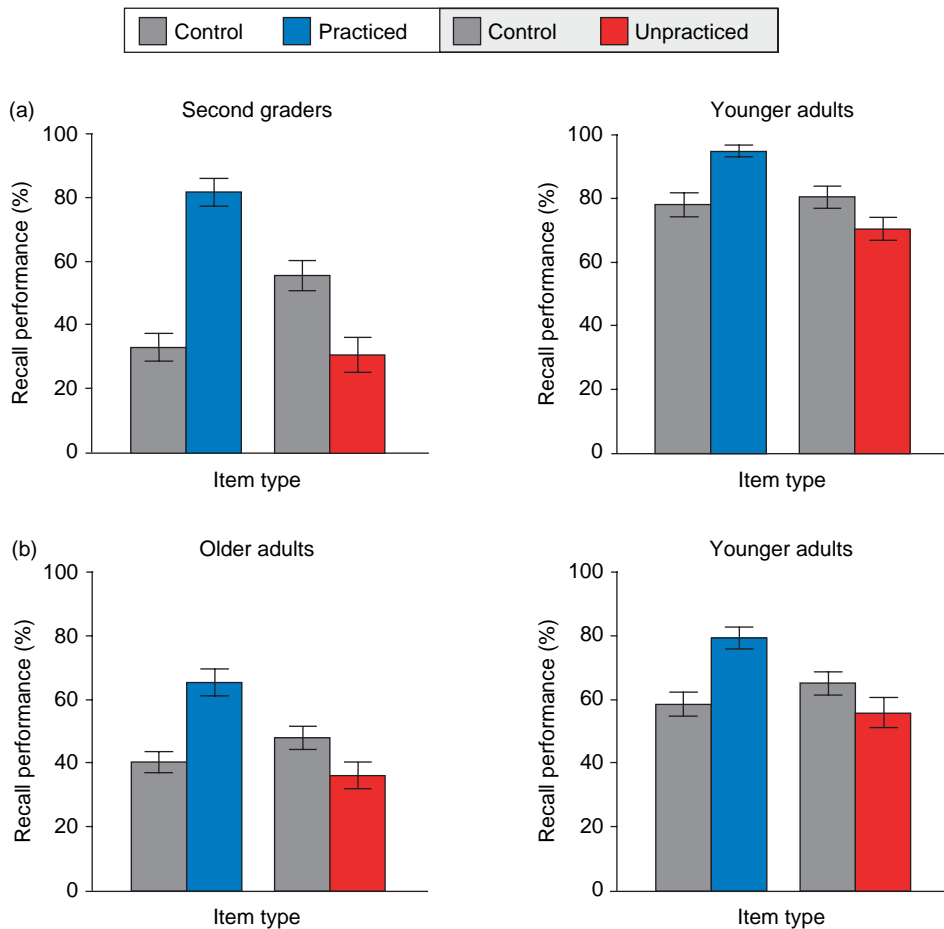 Control Practiced Control Unpracticed
(a)
Second graders
100
80
60
40
20
0
Recall performance (%)
Item type
Younger adults
100
80
60
40
20
0
Recall performance (%)
Item type
(b)
Older adults
100
80
60
40
20
0
Recall performance (%)
Item type
Younger adults
100
80
60
40
20
0
Recall performance (%)
Item type